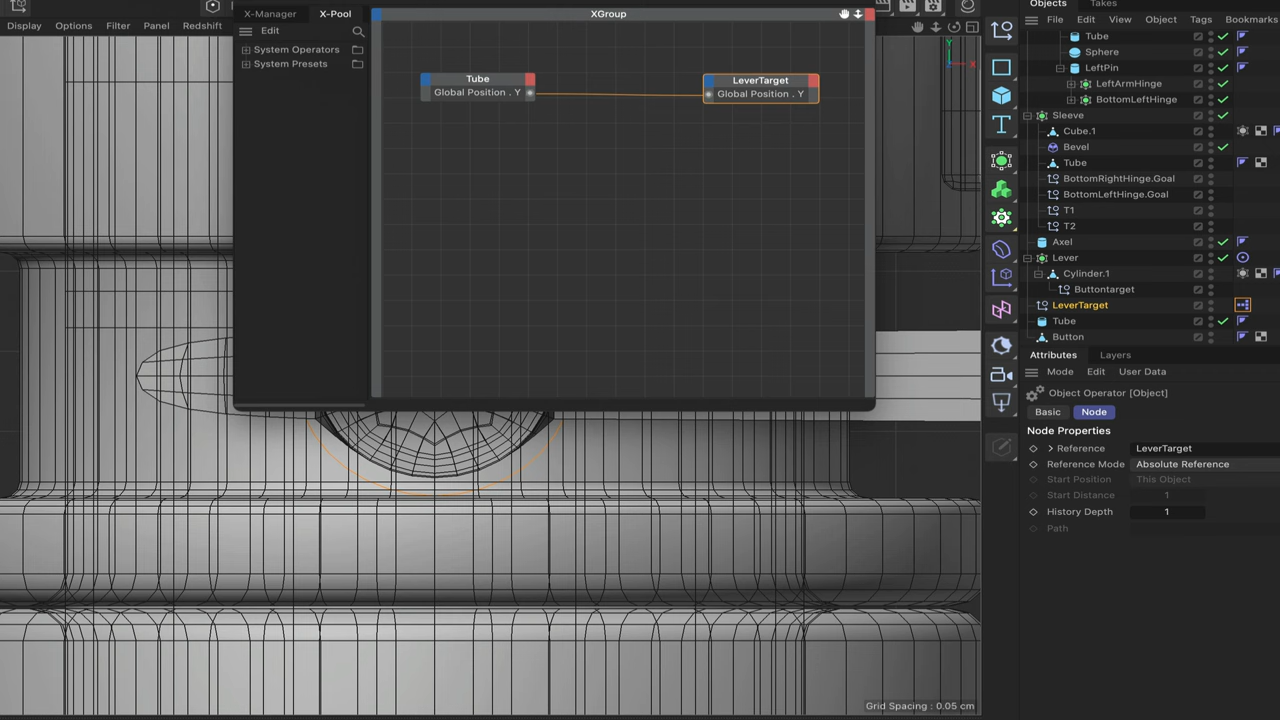 Display Options Filter Panel Redshift
X-Manager X-Pool
Edit
System Operators
System Presets
XGroup
Tube
Global Position . Y
LeverTarget
Global Position . Y
Y
X
Grid Spacing : 0.05 cm
Objects Takes
File Edit View Object Tags Bookmarks
Tube
Sphere
LeftPin
LeftArmHinge
BottomLeftHinge
Sleeve
Cube.1
Bevel
Tube
BottomRightHinge.Goal
BottomLeftHinge.Goal
T1
T2
Axel
Lever
Cylinder.1
Buttontarget
LeverTarget
Tube
Button
Attributes Layers
Mode Edit User Data
Object Operator [Object]
Basic Node
Node Properties
Reference LeverTarget
Reference Mode Absolute Reference
Start Position This Object
Start Distance 1
History Depth 1
Path